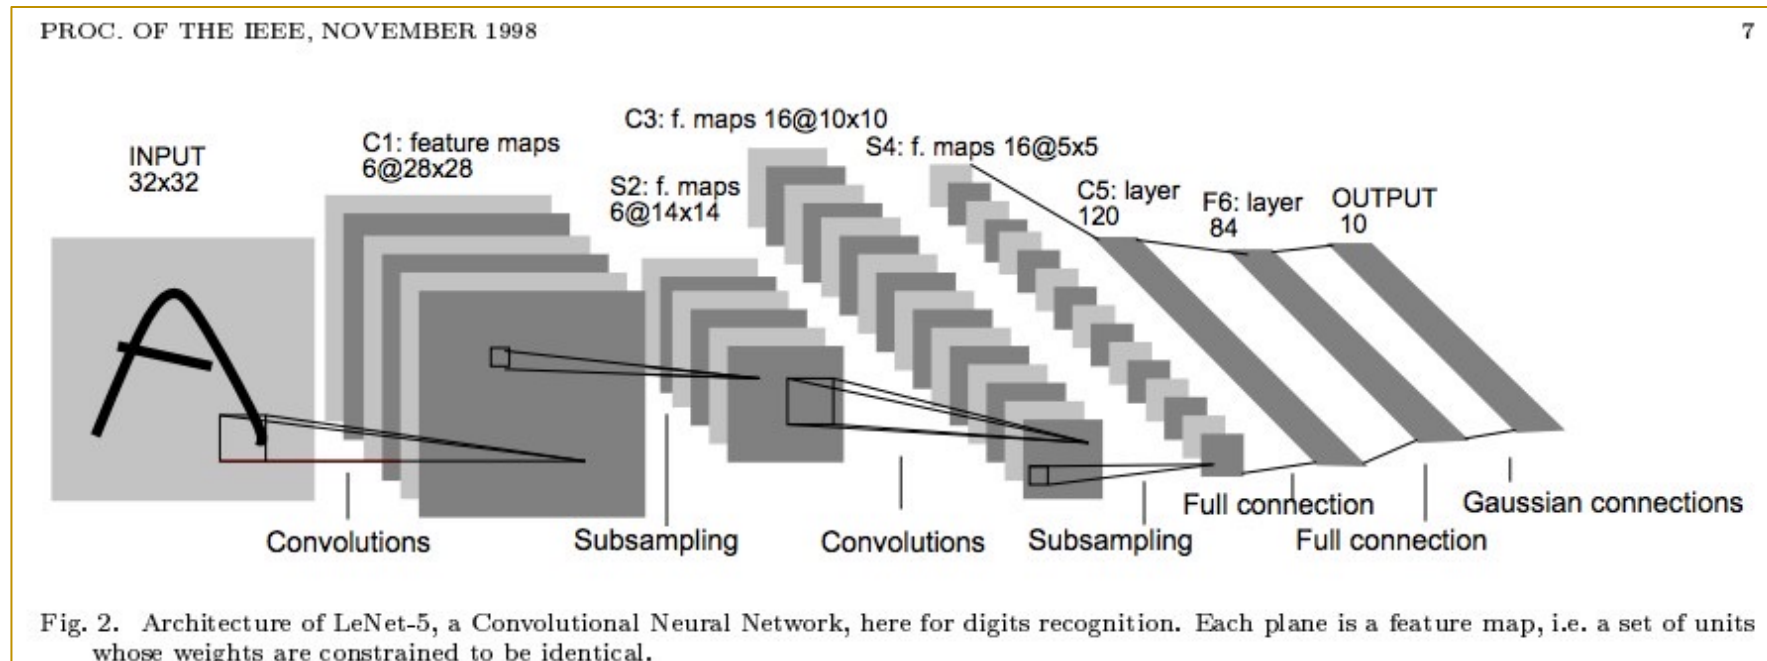 PROC. OF THE IEEE, NOVEMBER 1998 7
INPUT
32x32
C1: feature maps
6@28x28
S2: f. maps
6@14x14
C3: f. maps 16@10x10
S4: f. maps 16@5x5
C5: layer
120
F6: layer
84
OUTPUT
10
Convolutions
Subsampling
Convolutions
Subsampling
Full connection
Full connection
Gaussian connections
Fig. 2. Architecture of LeNet-5, a Convolutional Neural Network, here for digits recognition. Each plane is a feature map, i.e. a set of units
whose weights are constrained to be identical.